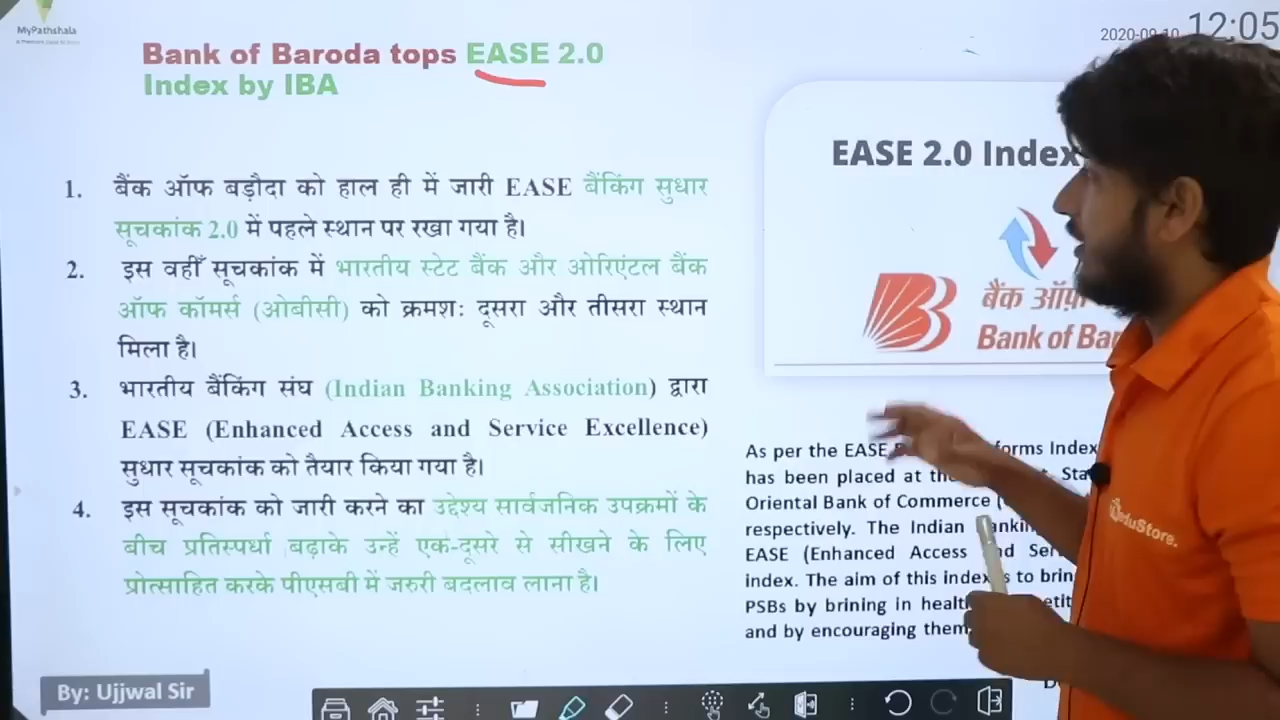 MyPathshala
2020-09-10 12:05
Bank of Baroda tops EASE 2.0
Index by IBA
1. बैंक ऑफ बड़ौदा को हाल ही में जारी EASE बैंकिंग सुधार
सूचकांक 2.0 में पहले स्थान पर रखा गया है।
2. इस वहीँ सूचकांक में भारतीय स्टेट बैंक और ओरिएंटल बैंक
ऑफ कॉमर्स (ओबीसी) को क्रमशः दूसरा और तीसरा स्थान
मिला है।
3. भारतीय बैंकिंग संघ (Indian Banking Association) द्वारा
EASE (Enhanced Access and Service Excellence)
सुधार सूचकांक को तैयार किया गया है।
4. इस सूचकांक को जारी करने का उद्देश्य सार्वजनिक उपक्रमों के
बीच प्रतिस्पर्धा बढ़ाके उन्हें एक-दूसरे से सीखने के लिए
प्रोत्साहित करके पीएसबी में जरुरी बदलाव लाना है।
By: Ujjwal Sir
EASE 2.0 Index
बैंक ऑफ़
Bank of Bar
As per the EASE forms Index
has been placed at the Sta
Oriental Bank of Commerce (
respectively. The Indian ankin
EASE (Enhanced Access nd Ser
index. The aim of this index s to brin
PSBs by brining in health etit
and by encouraging them
eduStore.